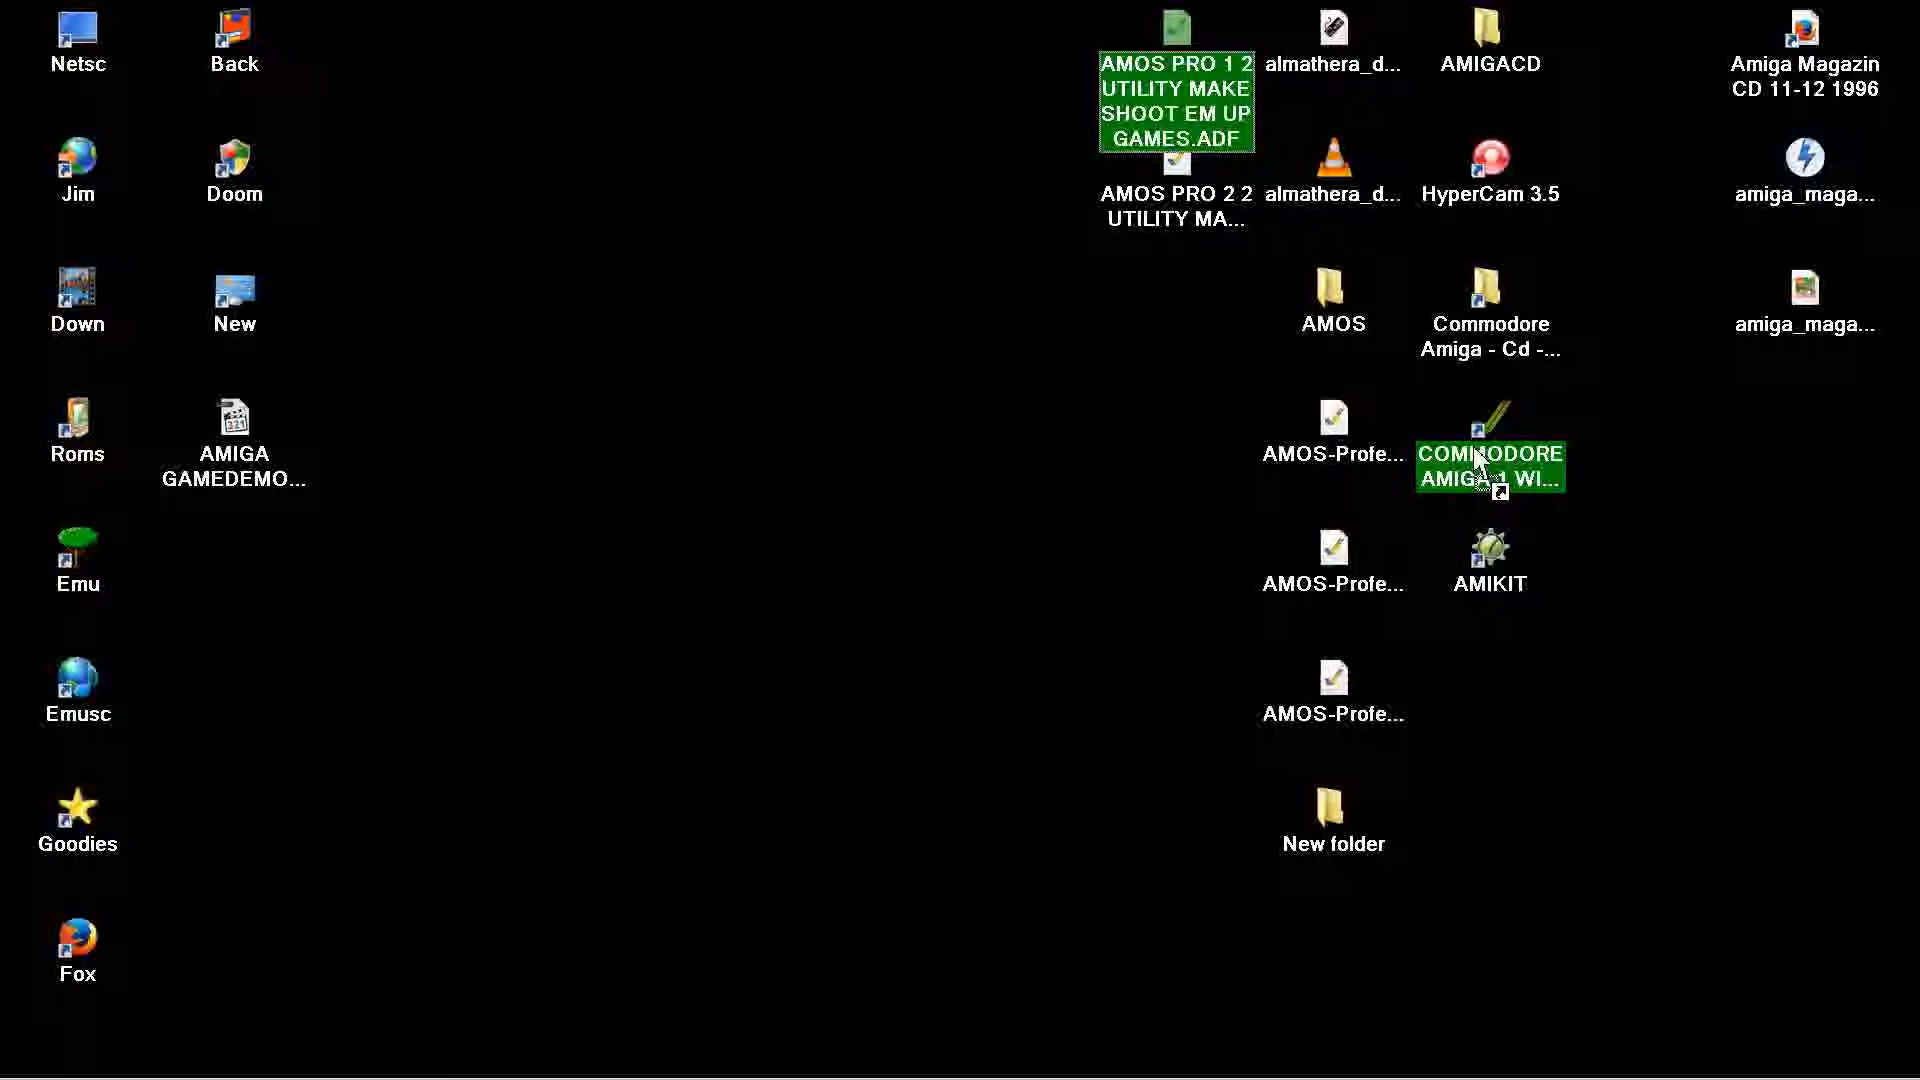 Netsc
Back
AMOS PRO 1 2
UTILITY MAKE
SHOOT EM UP
GAMES.ADF
almathera_d...
AMIGACD
Amiga Magazin
CD 11-12 1996
Jim
Doom
AMOS PRO 2 2
UTILITY MA...
almathera_d...
HyperCam 3.5
amiga_maga...
Down
New
AMOS
Commodore
Amiga - Cd -...
amiga_maga...
Roms
AMIGA
GAMEDEMO...
AMOS-Profe...
COMMODORE
AMIGA 1 WI...
Emu
AMOS-Profe...
AMIKIT
Emusc
AMOS-Profe...
Goodies
New folder
Fox